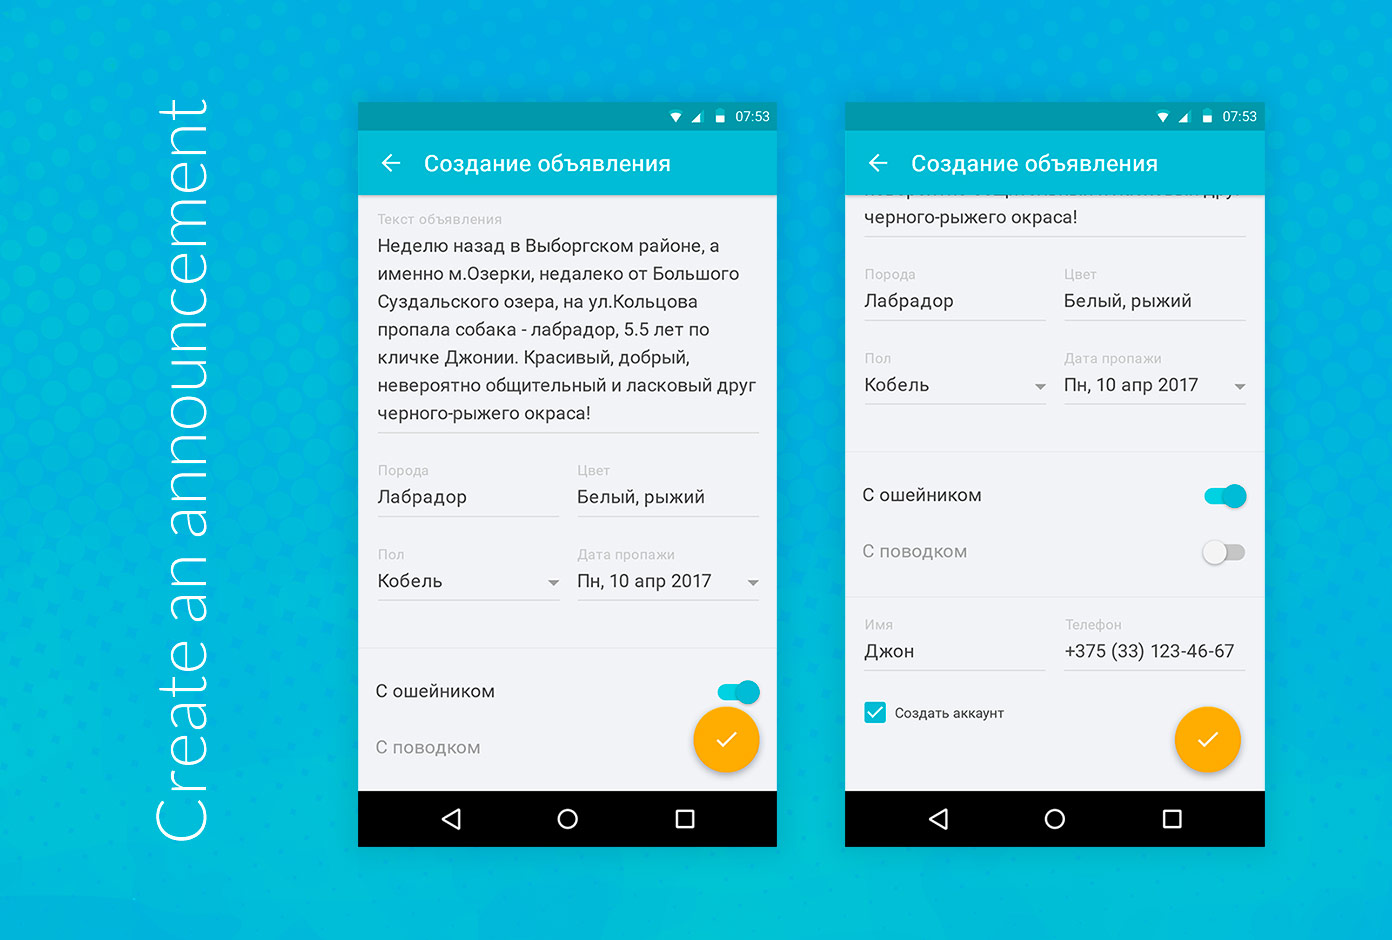 Create an announcement
07:53
Создание объявления
Текст объявления
Неделю назад в Выборгском районе, а
именно м.Озерки, недалеко от Большого
Суздальского озера, на ул.Кольцова
пропала собака - лабрадор, 5.5 лет по
кличке Джонии. Красивый, добрый,
невероятно общительный и ласковый друг
черного-рыжего окраса!
Порода
Цвет
Лабрадор
Белый, рыжий
Пол
Дата пропажи
Кобель
Пн, 10 апр 2017
С ошейником
С поводком
07:53
Создание объявления
черного-рыжего окраса!
Порода
Цвет
Лабрадор
Белый, рыжий
Пол
Дата пропажи
Кобель
Пн, 10 апр 2017
С ошейником
С поводком
Имя
Телефон
Джон
+375 (33) 123-46-67
Создать аккаунт